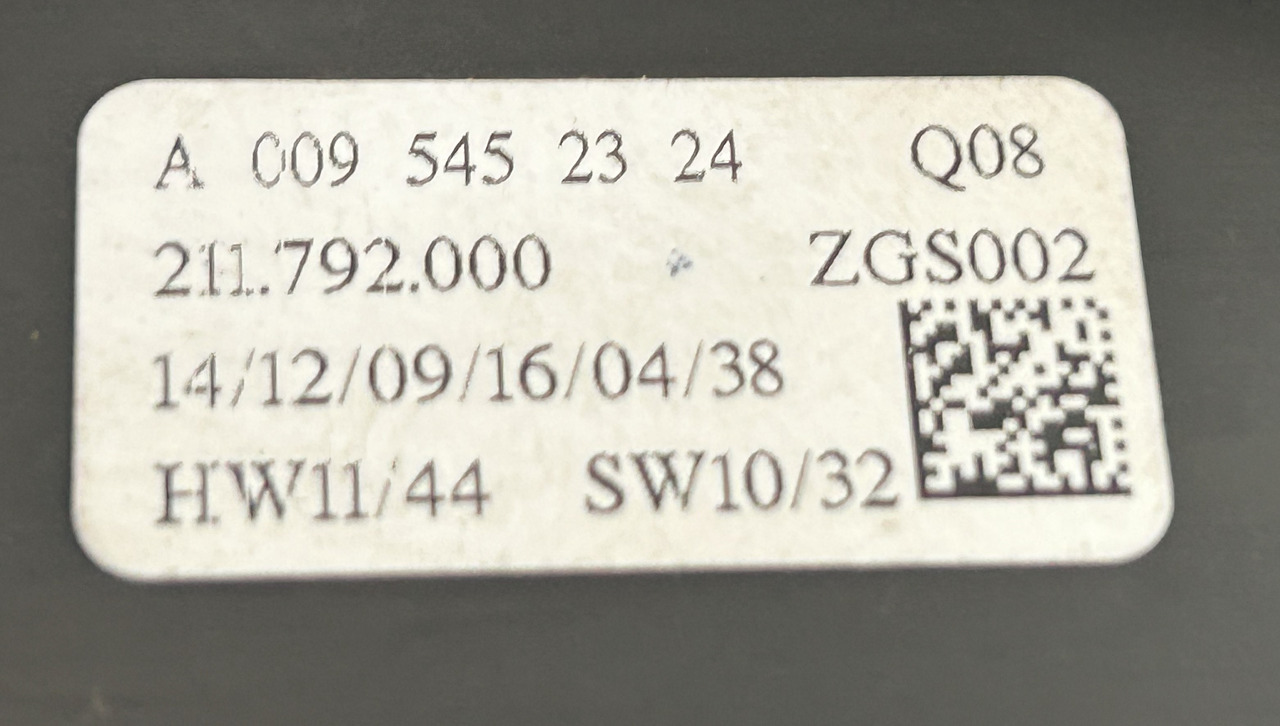 A 009 545 23 24 Q08
211.792.000 ZGS002
14/12/09/16/04/38
HW11/44 SW10/32